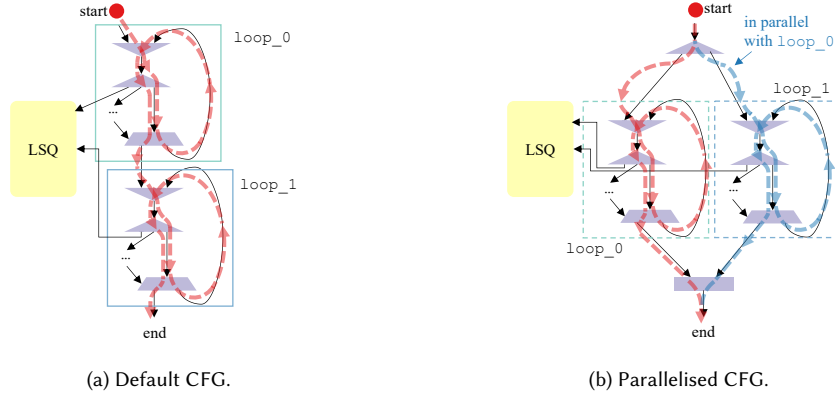 start
loop_0
...
LSQ
loop_1
...
end
(a) Default CFG.
start
in parallel
with loop_0
loop_1
LSQ
...
...
loop_0
end
(b) Parallelised CFG.